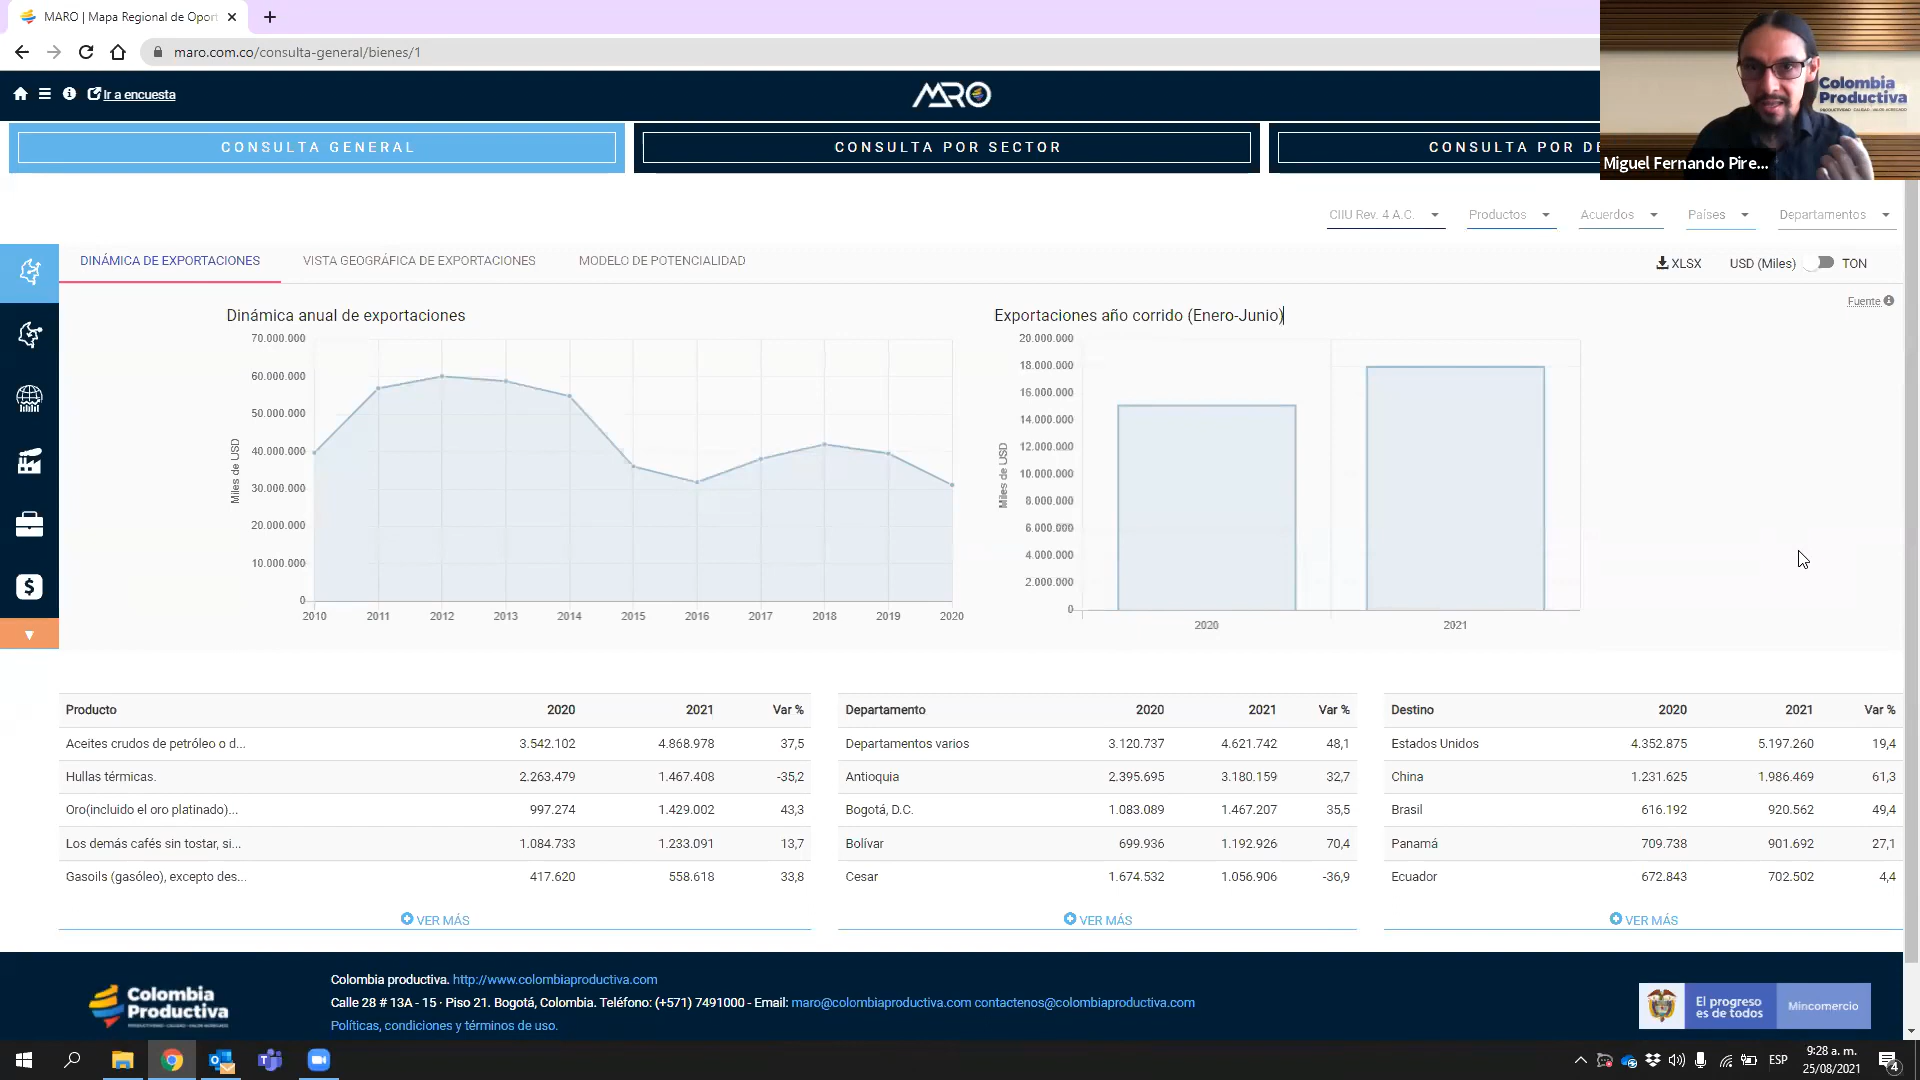 MARO | Mapa Regional de Oport
maro.com.co/consulta-general/bienes/1
Ir a encuesta
MRO
CONSULTA GENERAL
CONSULTA POR SECTOR
CONSULTA POR DE
Colombia
Productiva
PRODUCTIVIDAD · CALIDAD · VALOR AGREGADO
Miguel Fernando Pire...
CIIU Rev. 4 A.C.
Productos
Acuerdos
Países
Departamentos
DINÁMICA DE EXPORTACIONES
VISTA GEOGRÁFICA DE EXPORTACIONES
MODELO DE POTENCIALIDAD
XLSX
USD (Miles)
TON
Fuente
Dinámica anual de exportaciones
70.000.000
60.000.000
50.000.000
40.000.000
30.000.000
20.000.000
10.000.000
0
Miles de USD
2010 2011 2012 2013 2014 2015 2016 2017 2018 2019 2020
Exportaciones año corrido (Enero-Junio)
20.000.000
18.000.000
16.000.000
14.000.000
12.000.000
10.000.000
8.000.000
6.000.000
4.000.000
2.000.000
0
Miles de USD
2020 2021
Producto 2020 2021 Var %
Aceites crudos de petróleo o d... 3.542.102 4.868.978 37,5
Hullas térmicas. 2.263.479 1.467.408 -35,2
Oro(incluido el oro platinado)... 997.274 1.429.002 43,3
Los demás cafés sin tostar, si... 1.084.733 1.233.091 13,7
Gasoils (gasóleo), excepto des... 417.620 558.618 33,8
VER MÁS
Departamento 2020 2021 Var %
Departamentos varios 3.120.737 4.621.742 48,1
Antioquia 2.395.695 3.180.159 32,7
Bogotá, D.C. 1.083.089 1.467.207 35,5
Bolívar 699.936 1.192.926 70,4
Cesar 1.674.532 1.056.906 -36,9
VER MÁS
Destino 2020 2021 Var %
Estados Unidos 4.352.875 5.197.260 19,4
China 1.231.625 1.986.469 61,3
Brasil 616.192 920.562 49,4
Panamá 709.738 901.692 27,1
Ecuador 672.843 702.502 4,4
VER MÁS
Colombia
Productiva
PRODUCTIVIDAD · CALIDAD · VALOR AGREGADO
Colombia productiva. http://www.colombiaproductiva.com
Calle 28 # 13A - 15 · Piso 21. Bogotá, Colombia. Teléfono: (+571) 7491000 - Email: maro@colombiaproductiva.com contactenos@colombiaproductiva.com
Políticas, condiciones y términos de uso.
El progreso
es de todos
Mincomercio
ESP
9:28 a. m.
25/08/2021
4